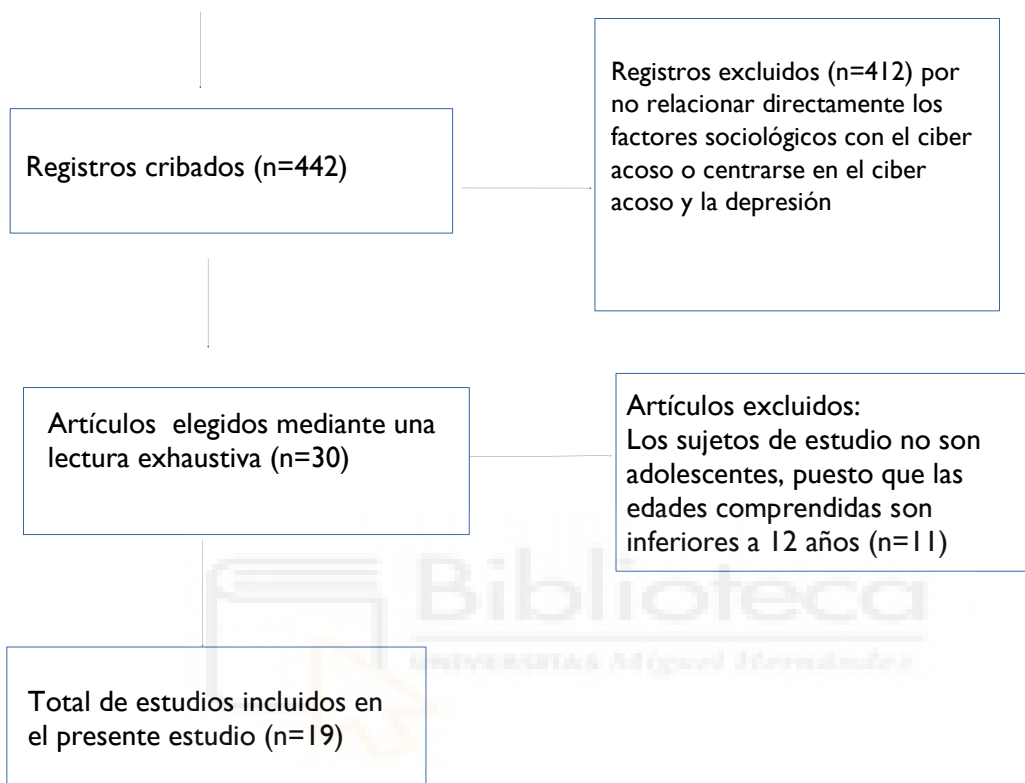 Registros cribados (n=442)
Registros excluidos (n=412) por
no relacionar directamente los
factores sociológicos con el ciber
acoso o centrarse en el ciber
acoso y la depresión
Artículos elegidos mediante una
lectura exhaustiva (n=30)
Artículos excluidos:
Los sujetos de estudio no son
adolescentes, puesto que las
edades comprendidas son
inferiores a 12 años (n=11)
Biblioteca
UNIVERSITAS Miguel Hernández
Total de estudios incluidos en
el presente estudio (n=19)